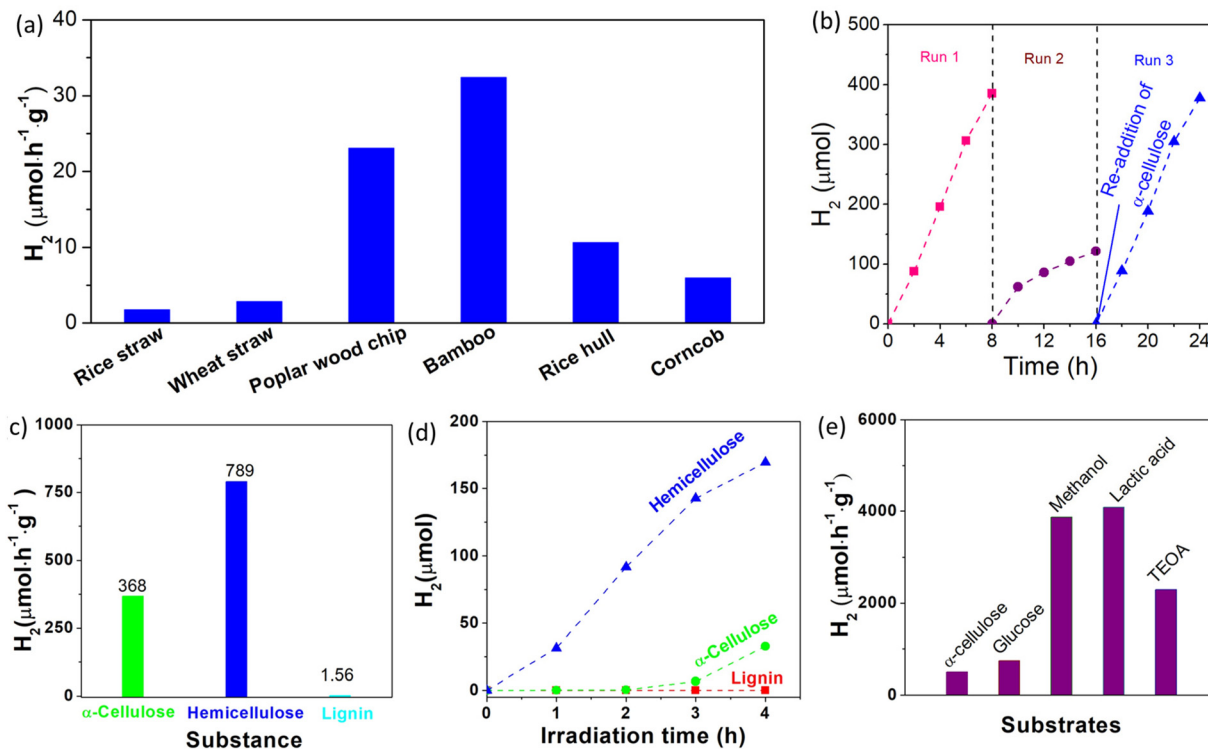 (a)
H2 (μmol·h-1·g-1)
40
30
20
10
0
Rice straw
Wheat straw
Poplar wood chip
Bamboo
Rice hull
Corncob
(b)
H2 (μmol)
500
400
300
200
100
0
Run 1
Run 2
Run 3
Re-addition of
α-cellulose
0 4 8 12 16 20 24
Time (h)
c)
H2(μmol·h-1·g-1)
1000
750
500
250
0
368
789
1.56
α-Cellulose Hemicellulose Lignin
Substance
(d)
H2(μmol)
200
150
100
50
0
Hemicellulose
α-Cellulose
Lignin
0 1 2 3 4
Irradiation time (h)
(e)
H2 (μmol·h-1·g-1)
6000
4000
2000
0
α-cellulose
Glucose
Methanol
Lactic acid
TEOA
Substrates